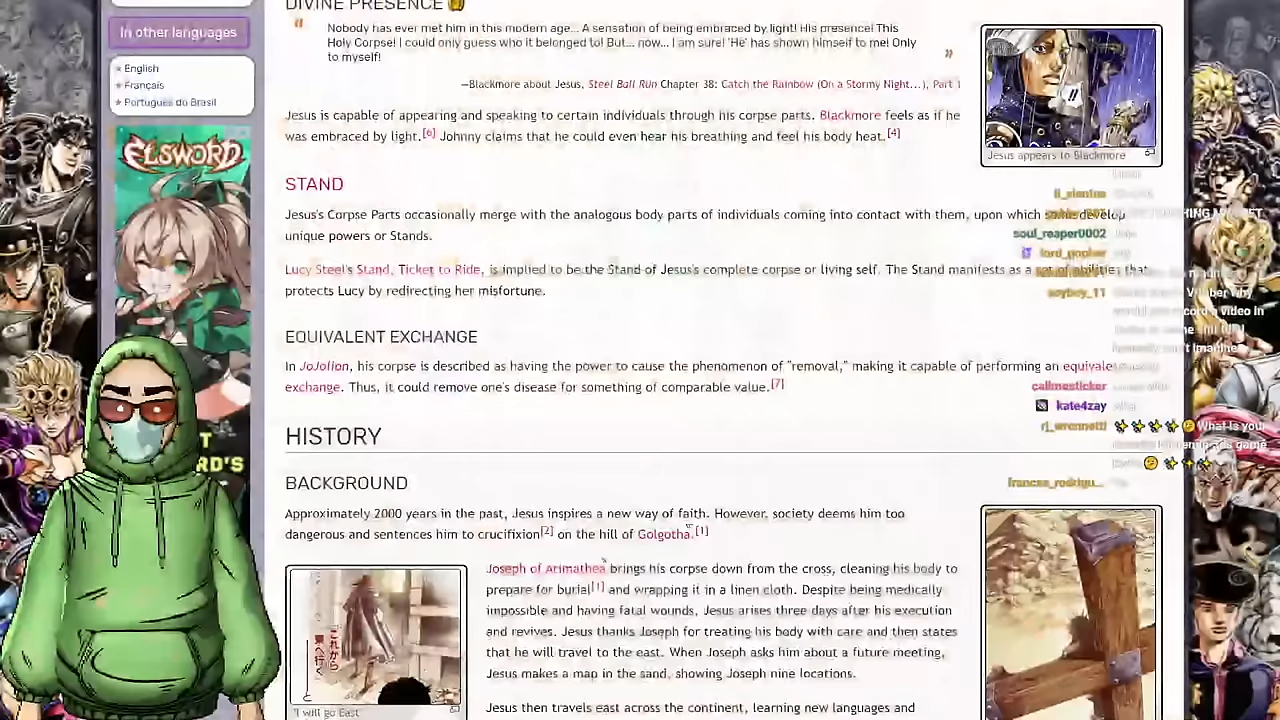 DIVINE PRESENCE
In other languages
English
Français
Português do Brasil
ELSWORD
Nobody has ever met him in this modern age... A sensation of being embraced by light! His presence! This
Holy Corpse! I could only guess who it belonged to! But... now... I am sure! 'He' has shown himself to me! Only
to myself!
—Blackmore about Jesus, Steel Ball Run Chapter 38: Catch the Rainbow (On a Stormy Night...), Part 1
Jesus is capable of appearing and speaking to certain individuals through his corpse parts. Blackmore feels as if he
was embraced by light.[6] Johnny claims that he could even hear his breathing and feel his body heat.[4]
!!
Jesus appears to Blackmore
STAND
Jesus's Corpse Parts occasionally merge with the analogous body parts of individuals coming into contact with them, upon which some develop
unique powers or Stands.
Lucy Steel's Stand, Ticket to Ride, is implied to be the Stand of Jesus's complete corpse or living self. The Stand manifests as a set of abilities that
protects Lucy by redirecting her misfortune.
soul_reaper0002
lord_gopher
soyboy_11
EQUIVALENT EXCHANGE
In JoJolion, his corpse is described as having the power to cause the phenomenon of "removal," making it capable of performing an equivalent
exchange. Thus, it could remove one's disease for something of comparable value.[7]
callmesticker
kate4zay
What is your
game
HISTORY
BACKGROUND
Approximately 2000 years in the past, Jesus inspires a new way of faith. However, society deems him too
dangerous and sentences him to crucifixion[2] on the hill of Golgotha.[1]
Joseph of Arimathea brings his corpse down from the cross, cleaning his body to
prepare for burial[1] and wrapping it in a linen cloth. Despite being medically
impossible and having fatal wounds, Jesus arises three days after his execution
and revives. Jesus thanks Joseph for treating his body with care and then states
that he will travel to the east. When Joseph asks him about a future meeting,
Jesus makes a map in the sand, showing Joseph nine locations.
Jesus then travels east across the continent, learning new languages and
"I will go East"